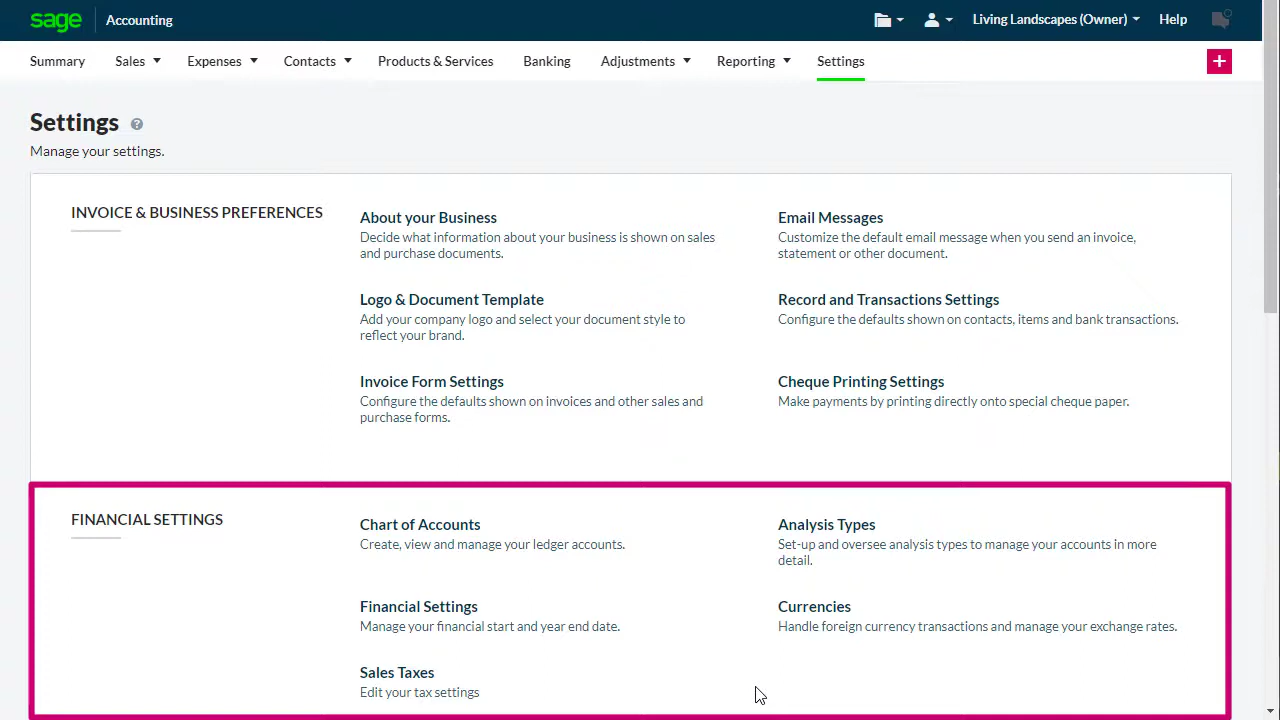 sage Accounting Living Landscapes (Owner) Help
Summary Sales Expenses Contacts Products & Services Banking Adjustments Reporting Settings +
Settings ?
Manage your settings.
INVOICE & BUSINESS PREFERENCES
About your Business
Decide what information about your business is shown on sales
and purchase documents.
Email Messages
Customize the default email message when you send an invoice,
statement or other document.
Logo & Document Template
Add your company logo and select your document style to
reflect your brand.
Record and Transactions Settings
Configure the defaults shown on contacts, items and bank transactions.
Invoice Form Settings
Configure the defaults shown on invoices and other sales and
purchase forms.
Cheque Printing Settings
Make payments by printing directly onto special cheque paper.
FINANCIAL SETTINGS
Chart of Accounts
Create, view and manage your ledger accounts.
Analysis Types
Set-up and oversee analysis types to manage your accounts in more
detail.
Financial Settings
Manage your financial start and year end date.
Currencies
Handle foreign currency transactions and manage your exchange rates.
Sales Taxes
Edit your tax settings